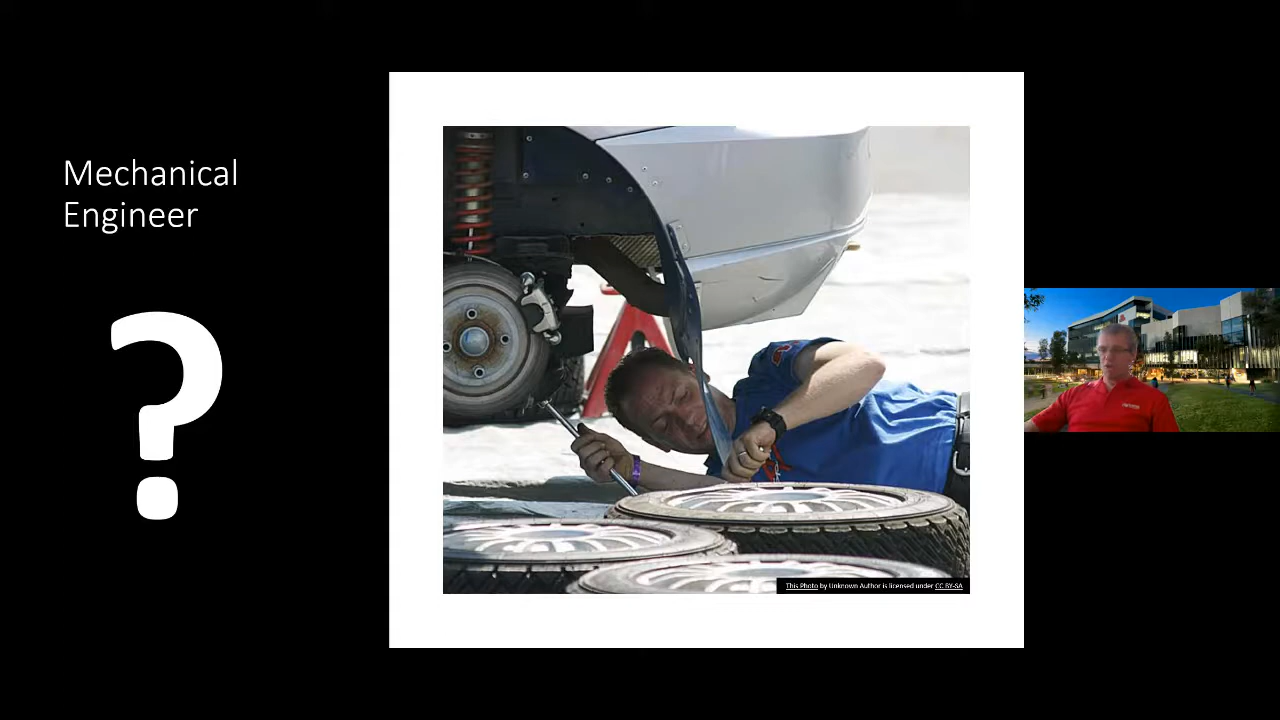 Mechanical
Engineer
?
This Photo by Unknown Author is licensed under CC BY-SA